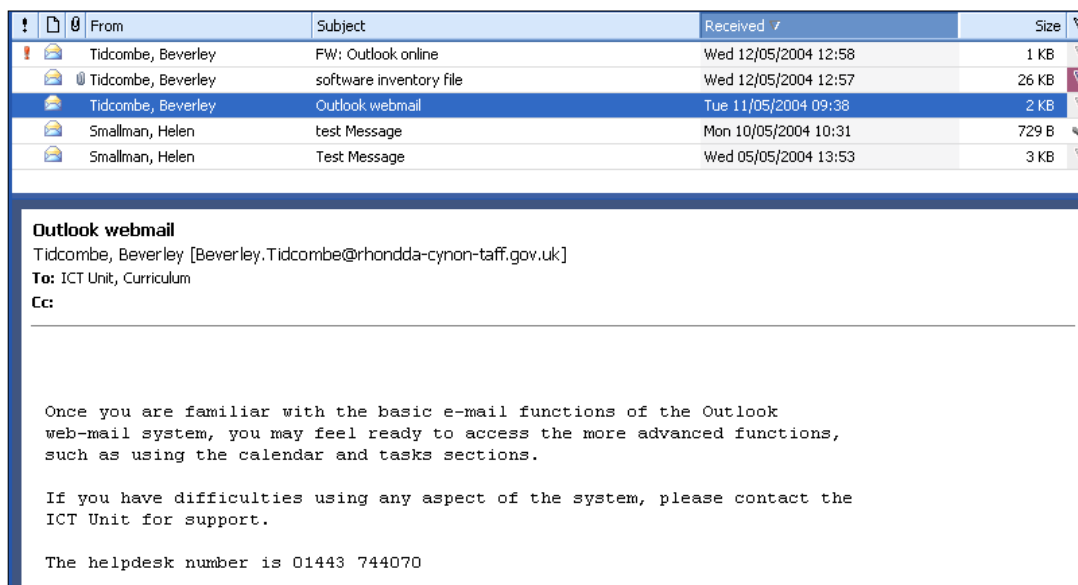 ! From Subject Received Size
Tidcombe, Beverley FW: Outlook online Wed 12/05/2004 12:58 1 KB
Tidcombe, Beverley software inventory file Wed 12/05/2004 12:57 26 KB
Tidcombe, Beverley Outlook webmail Tue 11/05/2004 09:38 2 KB
Smallman, Helen test Message Mon 10/05/2004 10:31 729 B
Smallman, Helen Test Message Wed 05/05/2004 13:53 3 KB
Outlook webmail
Tidcombe, Beverley [Beverley.Tidcombe@rhondda-cynon-taff.gov.uk]
To: ICT Unit, Curriculum
Cc:
Once you are familiar with the basic e-mail functions of the Outlook
web-mail system, you may feel ready to access the more advanced functions,
such as using the calendar and tasks sections.
If you have difficulties using any aspect of the system, please contact the
ICT Unit for support.
The helpdesk number is 01443 744070